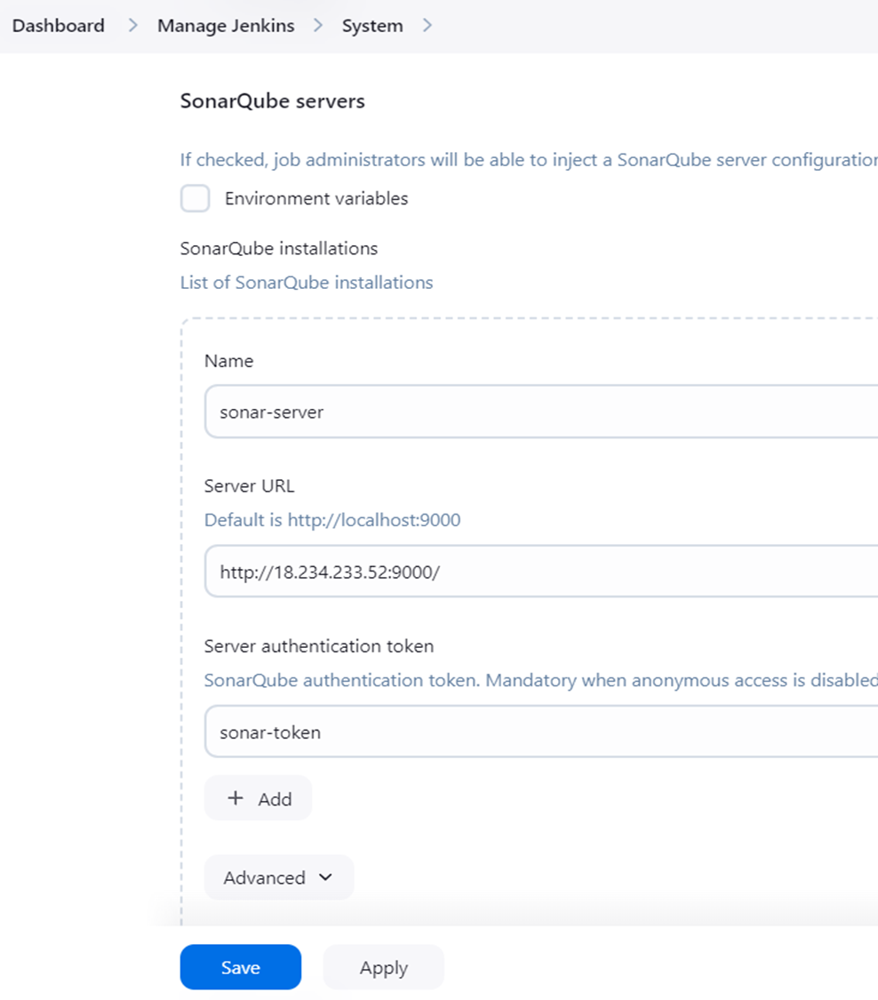 Dashboard > Manage Jenkins > System >
SonarQube servers
If checked, job administrators will be able to inject a SonarQube server configuration
Environment variables
SonarQube installations
List of SonarQube installations
Name
sonar-server
Server URL
Default is http://localhost:9000
http://18.234.233.52:9000/
Server authentication token
SonarQube authentication token. Mandatory when anonymous access is disabled
sonar-token
+ Add
Advanced
Save Apply